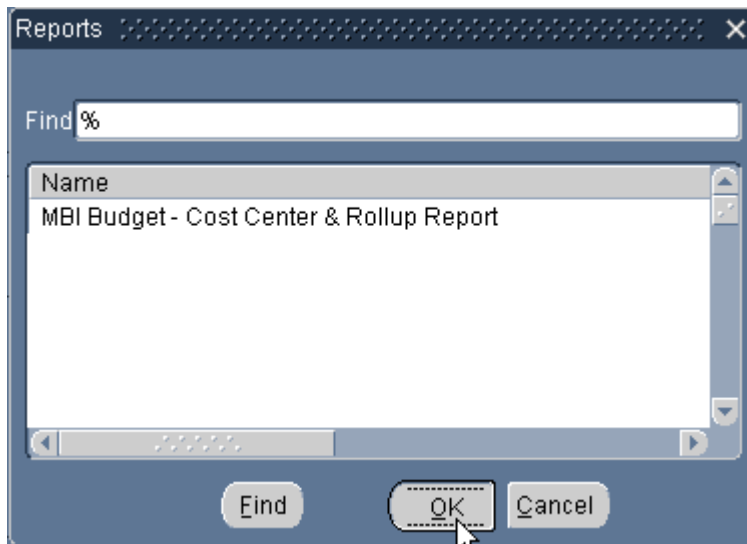 Reports
Find %
Name
MBI Budget - Cost Center & Rollup Report
Find OK Cancel